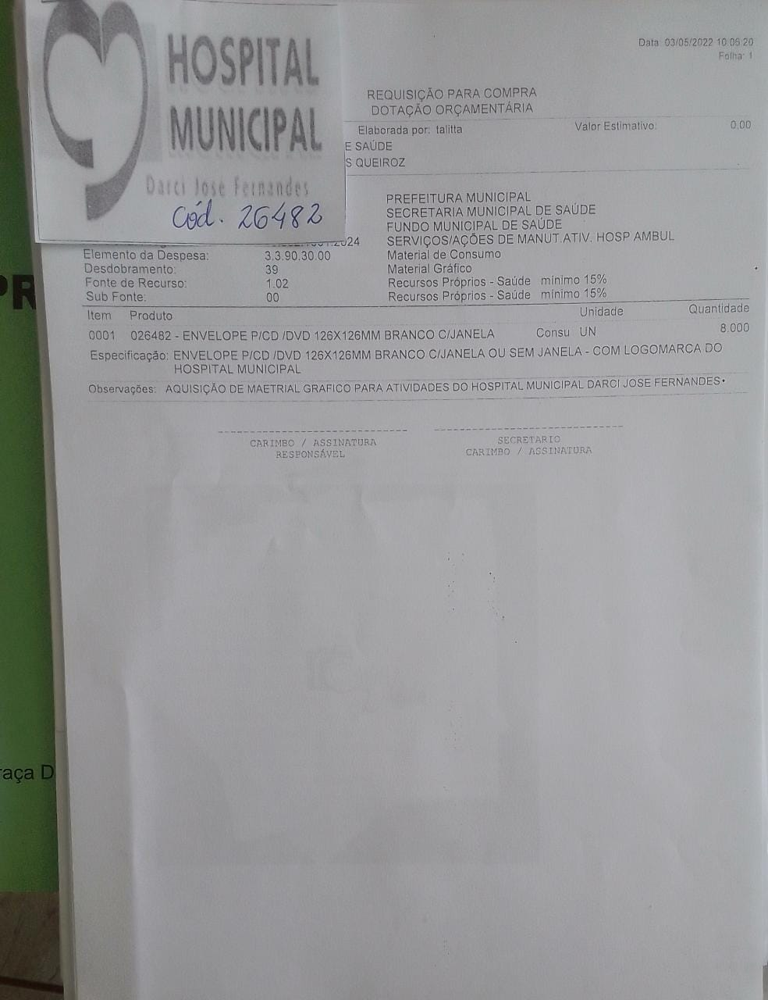 HOSPITAL
MUNICIPAL
Darci José Fernandes
Cód. 26482
Data: 03/05/2022 10:06:20
Folha: 1
REQUISIÇÃO PARA COMPRA
DOTAÇÃO ORÇAMENTÁRIA
Elaborada por: talitta Valor Estimativo: 0,00
E SAÚDE
S QUEIROZ
PREFEITURA MUNICIPAL
SECRETARIA MUNICIPAL DE SAÚDE
FUNDO MUNICIPAL DE SAÚDE
2024 SERVIÇOS/AÇÕES DE MANUT.ATIV. HOSP AMBUL
Elemento da Despesa: 3.3.90.30.00 Material de Consumo
Desdobramento: 39 Material Gráfico
Fonte de Recurso: 1.02 Recursos Próprios - Saúde mínimo 15%
Sub Fonte: 00 Recursos Próprios - Saúde mínimo 15%
Item Produto Unidade Quantidade
0001 026482 - ENVELOPE P/CD /DVD 126X126MM BRANCO C/JANELA Consu UN 8.000
Especificação: ENVELOPE P/CD /DVD 126X126MM BRANCO C/JANELA OU SEM JANELA - COM LOGOMARCA DO
HOSPITAL MUNICIPAL
Observações: AQUISIÇÃO DE MAETRIAL GRAFICO PARA ATIVIDADES DO HOSPITAL MUNICIPAL DARCI JOSE FERNANDES
CARIMBO / ASSINATURA
RESPONSÁVEL
SECRETARIO
CARIMBO / ASSINATURA
PR
raça D